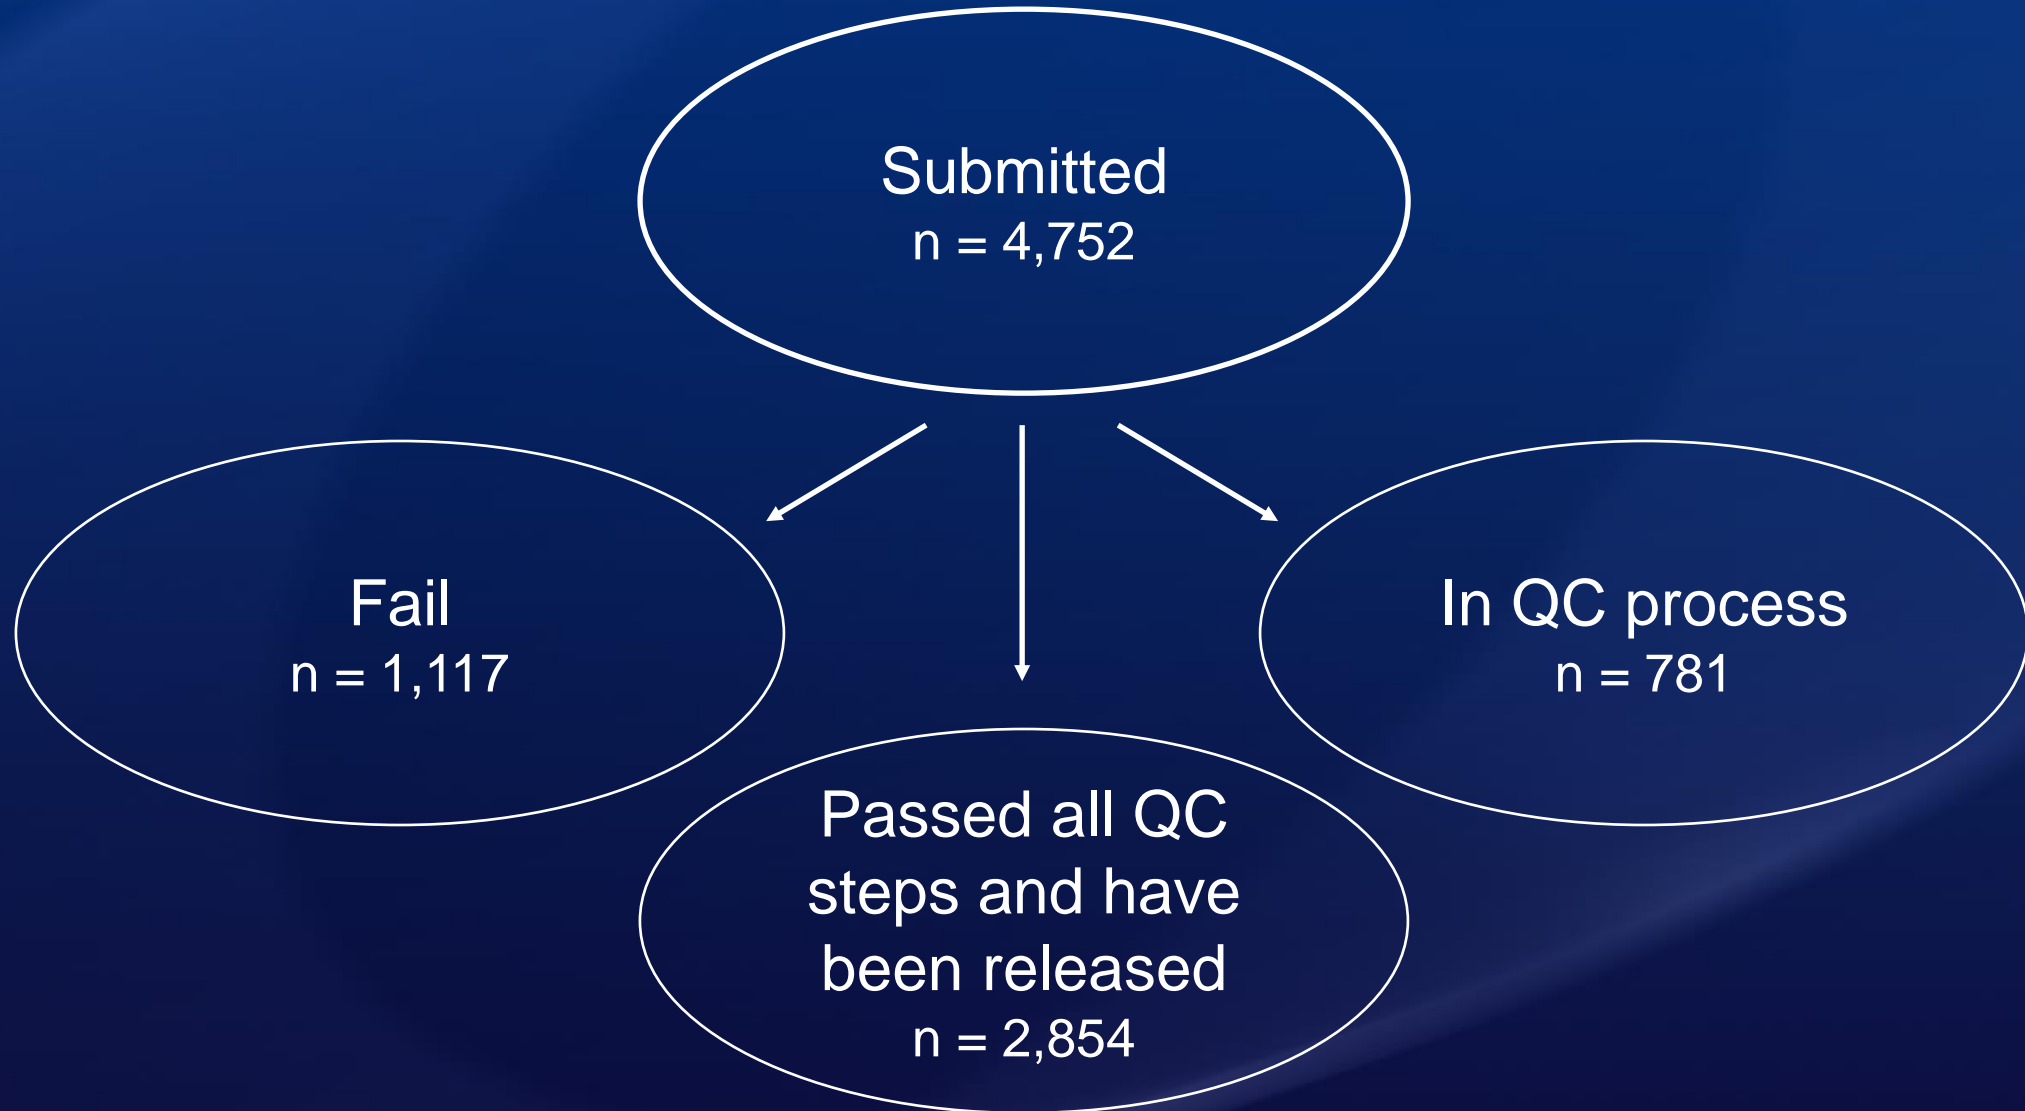 Submitted
n = 4,752
Fail
n = 1,117
In QC process
n = 781
Passed all QC
steps and have
been released
n = 2,854